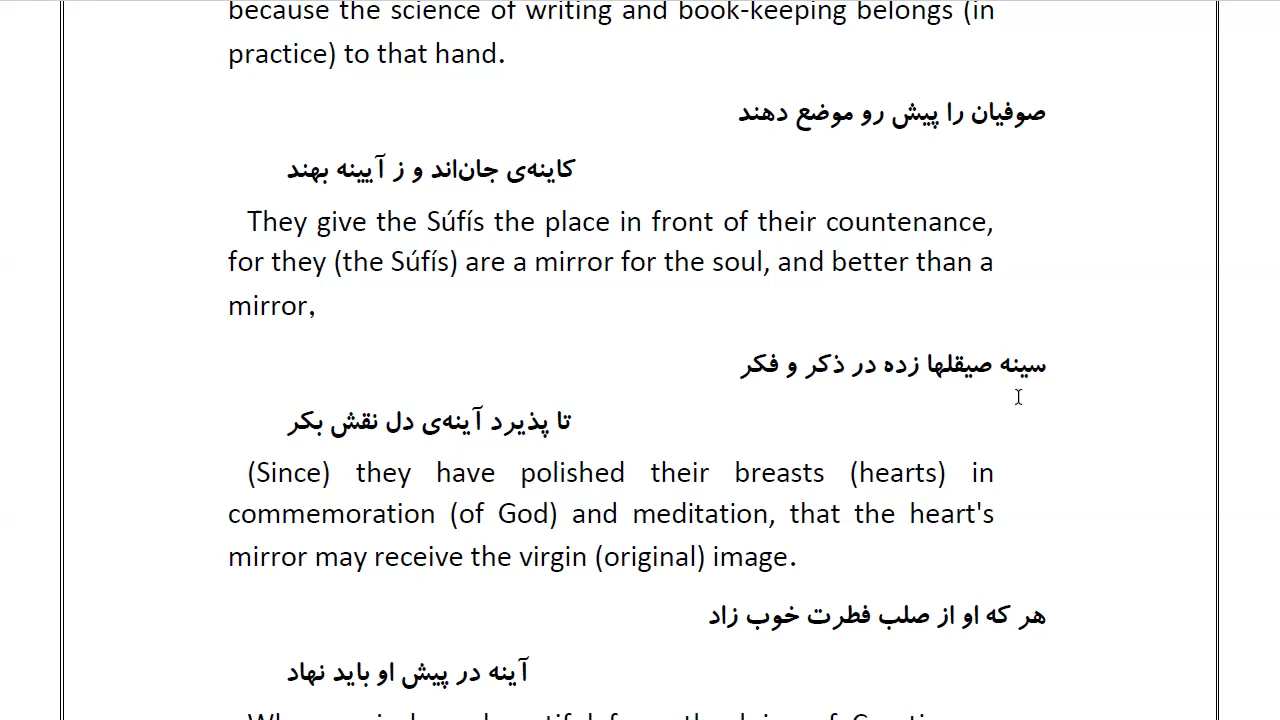 because the science of writing and book-keeping belongs (in
practice) to that hand.
صوفیان را پیش رو موضع دهند
کاینه‌ی جان‌اند و ز آیینه بهند
They give the Súfís the place in front of their countenance,
for they (the Súfís) are a mirror for the soul, and better than a
mirror,
سینه صیقلها زده در ذکر و فکر
تا پذیرد آینه‌ی دل نقش بکر
(Since) they have polished their breasts (hearts) in
commemoration (of God) and meditation, that the heart's
mirror may receive the virgin (original) image.
هر که او از صلب فطرت خوب زاد
آینه در پیش او باید نهاد